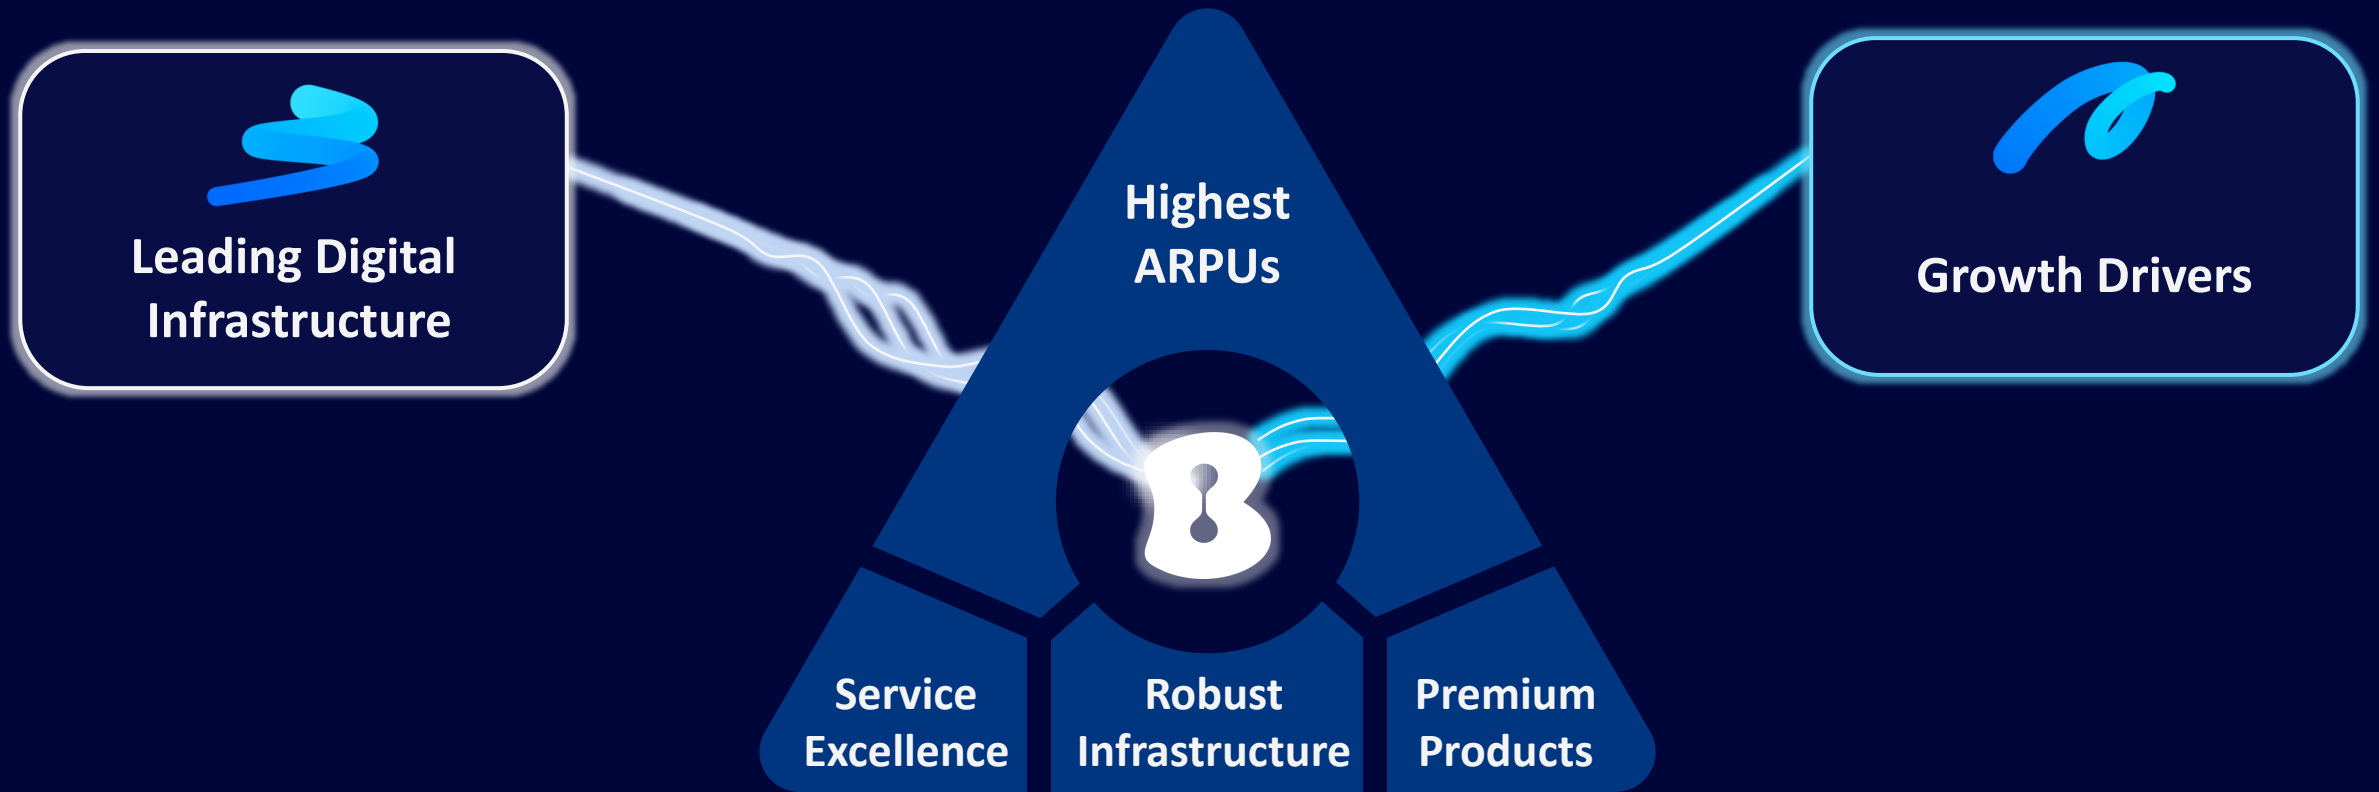 Leading Digital
Infrastructure
Highest
ARPUs
Growth Drivers
Service
Excellence
Robust
Infrastructure
Premium
Products